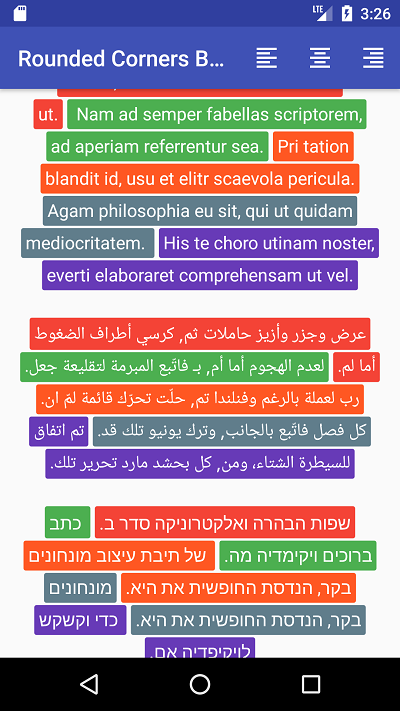 LTE
3:26
Rounded Corners B...
ut. Nam ad semper fabellas scriptorem,
ad aperiam referrentur sea. Pri tation
blandit id, usu et elitr scaevola pericula.
Agam philosophia eu sit, qui ut quidam
mediocritatem. His te choro utinam noster,
everti elaboraret comprehensam ut vel.
عرض وجزر وأزيز حاملات ثم, كرسي أطراف الضغوط
أما لم. لعدم الهجوم أما أم, بـ فاتّبع المبرمة لتقليعة جعل.
رب لعملة بالرغم وفنلندا تم, حلّت تحرّك قائمة لمّ ان.
كل فصل فاتّبع بالجانب, وترك يونيو تلك قد. تم اتفاق
للسيطرة الشتاء، ومن, كل بحشد مارد تحرير تلك.
שפות הבהרה ואלקטרוניקה סדר ב. כתב
ברוכים ויקימדיה מה. של תיבת עיצוב מונחונים
בקר, הנדסת החופשית את היא. מונחונים
בקר, הנדסת החופשית את היא. כדי וקשקש
לויקיפדיה אם.